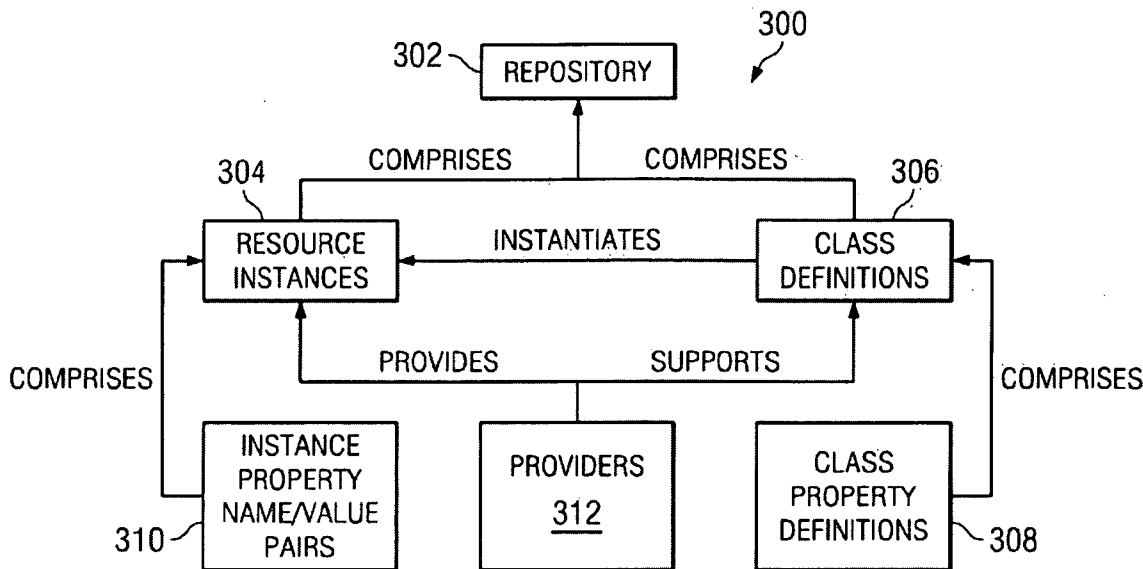 300
302
REPOSITORY
COMPRISES
COMPRISES
304
306
RESOURCE
INSTANCES
INSTANTIATES
CLASS
DEFINITIONS
PROVIDES
SUPPORTS
COMPRISES
COMPRISES
INSTANCE
PROPERTY
NAME/VALUE
PAIRS
310
PROVIDERS
312
CLASS
PROPERTY
DEFINITIONS
308